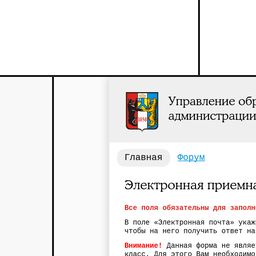 Управление обр
администрации
Главная Форум
Электронная приемна
Все поля обязательны для заполн
В поле «Электронная почта» укаж
чтобы на него получить ответ на
Внимание! Данная форма не являе
класс. Для этого Вам необходимо